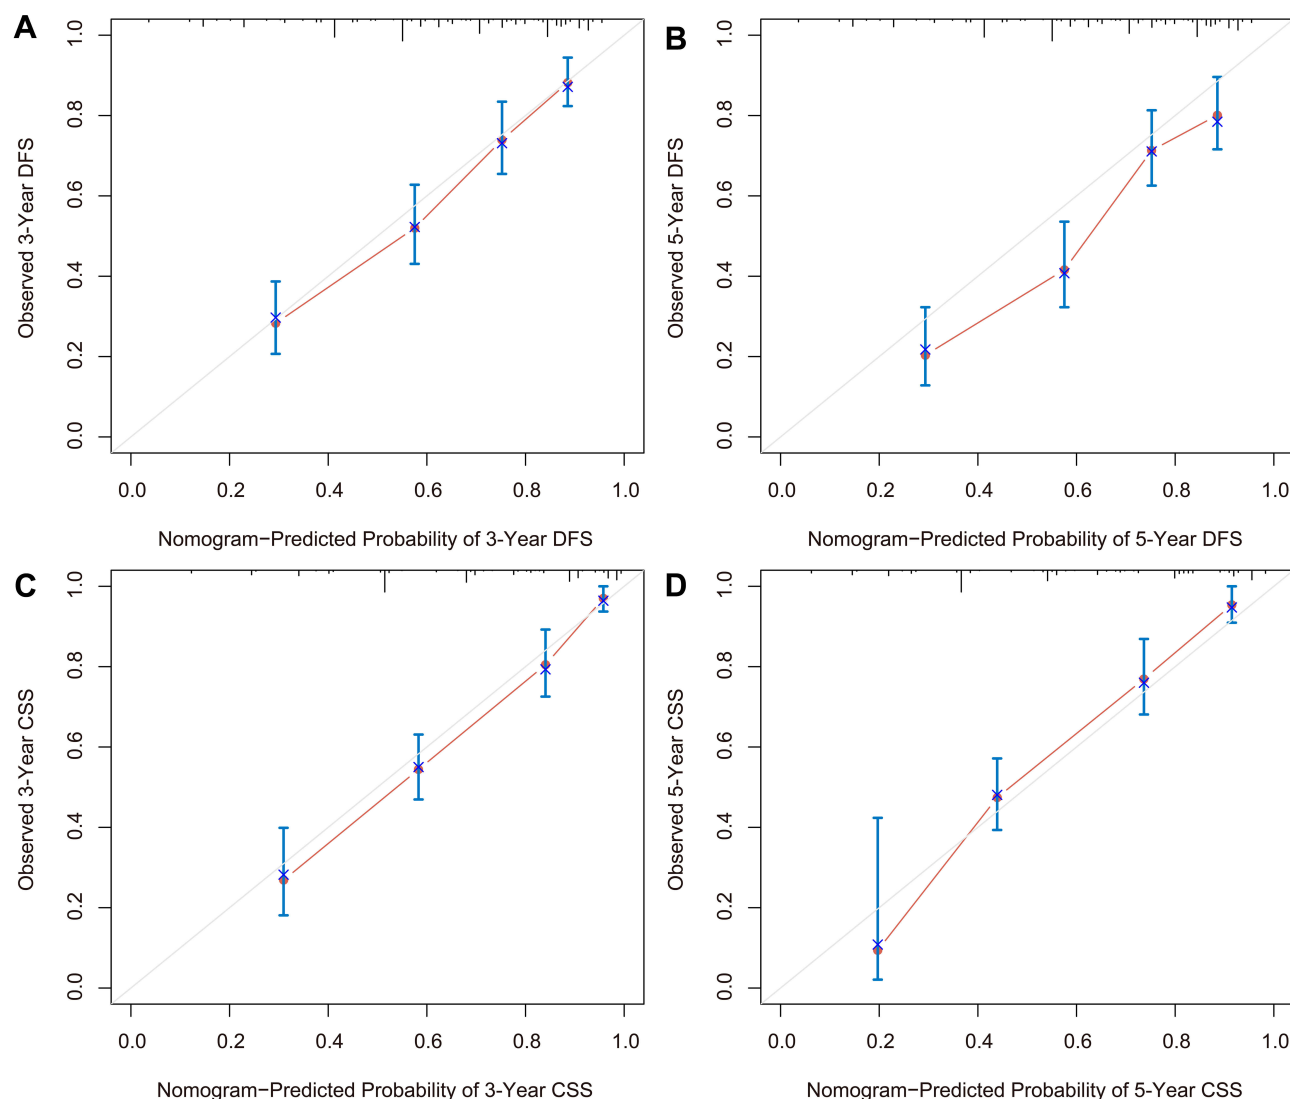 A
Observed 3-Year DFS
1.0
0.8
0.6
0.4
0.2
0.0
0.0 0.2 0.4 0.6 0.8 1.0
Nomogram−Predicted Probability of 3-Year DFS
B
Observed 5-Year DFS
1.0
0.8
0.6
0.4
0.2
0.0
0.0 0.2 0.4 0.6 0.8 1.0
Nomogram−Predicted Probability of 5-Year DFS
C
Observed 3-Year CSS
1.0
0.8
0.6
0.4
0.2
0.0
0.0 0.2 0.4 0.6 0.8 1.0
Nomogram−Predicted Probability of 3-Year CSS
D
Observed 5-Year CSS
1.0
0.8
0.6
0.4
0.2
0.0
0.0 0.2 0.4 0.6 0.8 1.0
Nomogram−Predicted Probability of 5-Year CSS